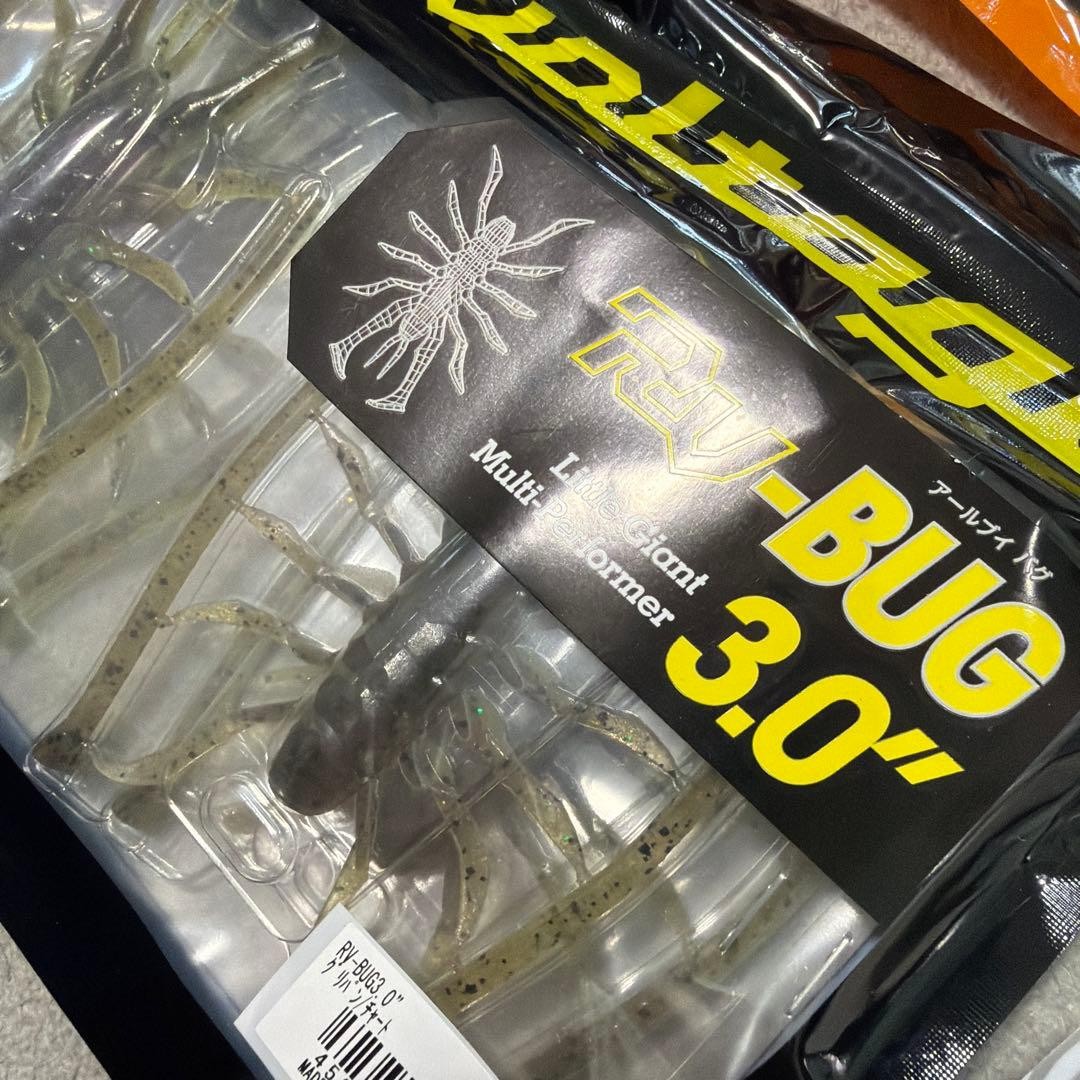 RV-BUG
アールブイ バグ
3.0"
Little Giant
Multi-Performer
RV-BUG3.0"
グリパン/チャート